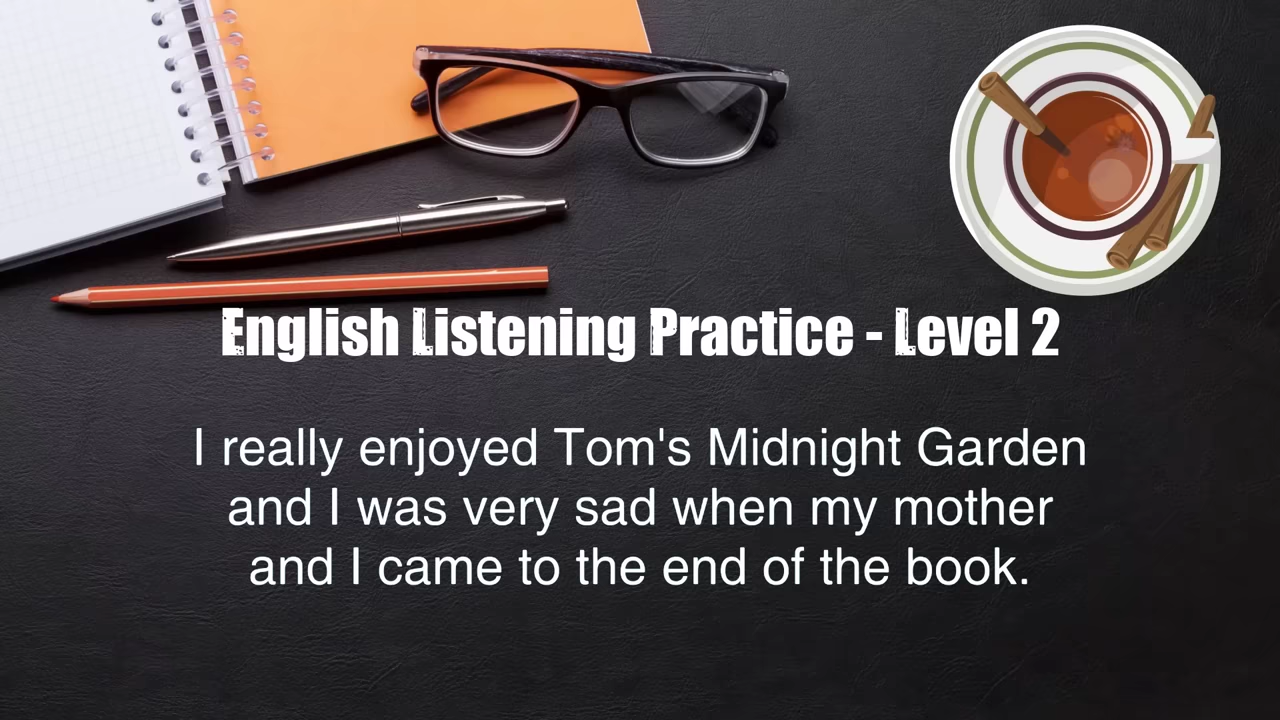 English Listening Practice - Level 2
I really enjoyed Tom's Midnight Garden
and I was very sad when my mother
and I came to the end of the book.